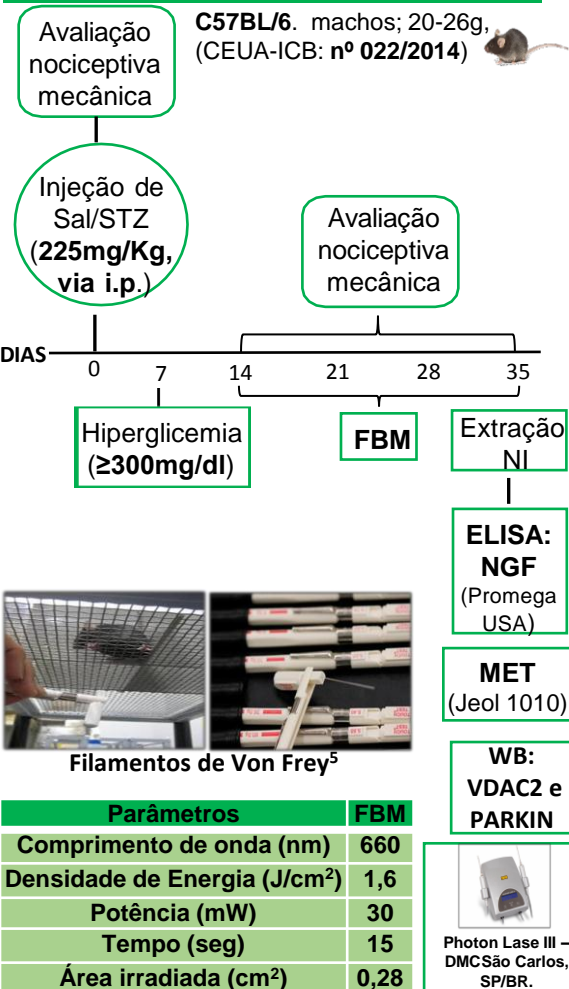 C57BL/6. machos; 20-26g,
(CEUA-ICB: nº 022/2014)
Avaliação
nociceptiva
mecânica
Injeção de
Sal/STZ
(225mg/Kg,
via i.p.)
Avaliação
nociceptiva
mecânica
DIAS
0 7 14 21 28 35
Hiperglicemia
(≥300mg/dl)
FBM
Extração
NI
ELISA:
NGF
(Promega
USA)
MET
(Jeol 1010)
WB:
VDAC2 e
PARKIN
Filamentos de Von Frey⁵
Parâmetros FBM
Comprimento de onda (nm) 660
Densidade de Energia (J/cm²) 1,6
Potência (mW) 30
Tempo (seg) 15
Área irradiada (cm²) 0,28
Photon Lase III –
DMCSão Carlos,
SP/BR.